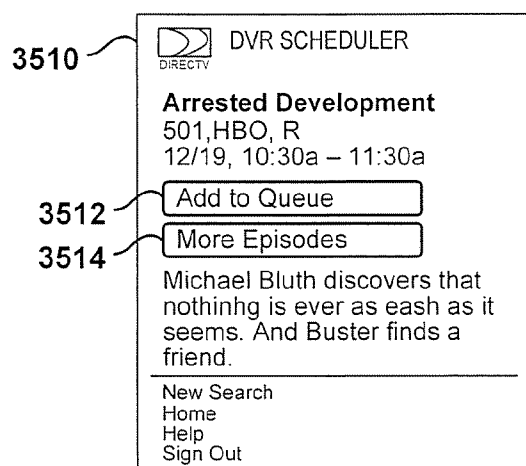 3510
DIRECTV
DVR SCHEDULER
Arrested Development
501,HBO, R
12/19, 10:30a – 11:30a
3512
Add to Queue
3514
More Episodes
Michael Bluth discovers that
nothinhg is ever as eash as it
seems. And Buster finds a
friend.
New Search
Home
Help
Sign Out